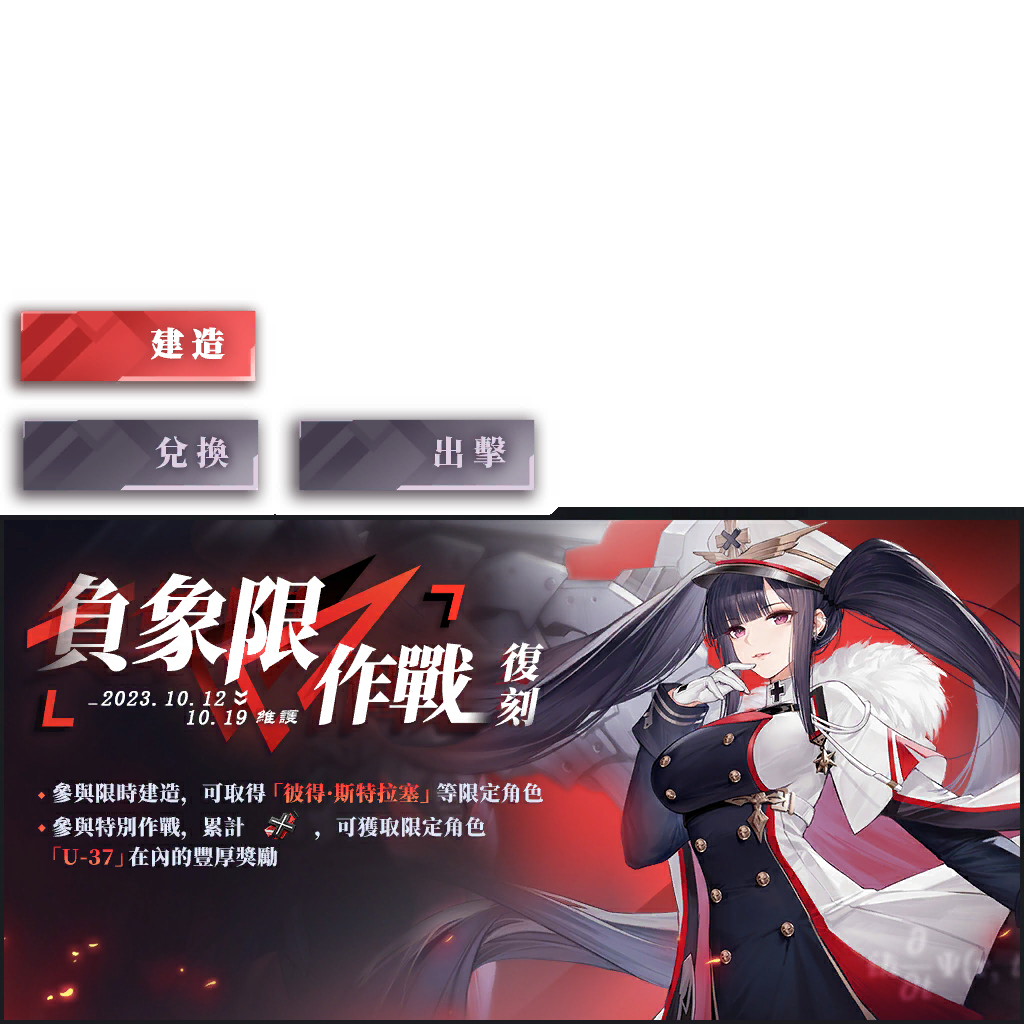 建造
兌換
出擊
負象限
作戰
復刻
2023.10.12
10.19 維護
參與限時建造，可取得「彼得·斯特拉塞」等限定角色
參與特別作戰，累計 ，可獲取限定角色
「U-37」在內的豐厚獎勵